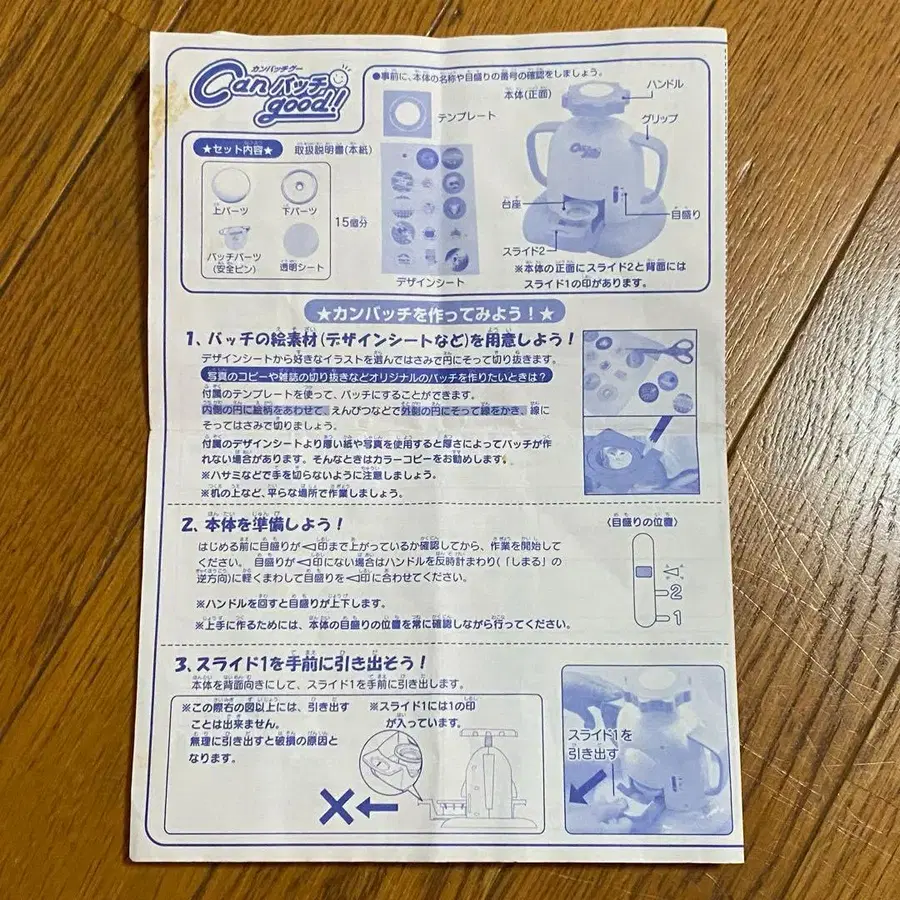 カンバッチグー
Canバッチ
good!!
●事前に、本体の名称や目盛りの番号の確認をしましょう。
★セット内容★
取扱説明書(本紙)
上パーツ
下パーツ
バッチパーツ
(安全ピン)
透明シート
15個分
テンプレート
デザインシート
本体(正面)
ハンドル
グリップ
台座
目盛り
スライド2
※本体の正面にスライド2と背面には
スライド1の印があります。
★カンバッチを作ってみよう!★
1、バッチの絵素材(デザインシートなど)を用意しよう!
デザインシートから好きなイラストを選んではさみで円にそって切り抜きます。
写真のコピーや雑誌の切り抜きなどオリジナルのバッチを作りたいときは?
付属のテンプレートを使って、バッチにすることができます。
内側の円に絵柄をあわせて、えんぴつなどで外側の円にそって線をかき、線に
そってはさみで切りましょう。
付属のデザインシートより厚い紙や写真を使用すると厚さによってバッチが作
れない場合があります。そんなときはカラーコピーをお勧めします。
※ハサミなどで手を切らないように注意しましょう。
※机の上など、平らな場所で作業しましょう。
2、本体を準備しよう!
はじめる前に目盛りが◁印まで上がっているか確認してから、作業を開始して
ください。目盛りが◁印にない場合はハンドルを反時計まわり(「しまる」の
逆方向)に軽くまわして目盛りを◁印に合わせてください。
※ハンドルを回すと目盛りが上下します。
※上手に作るためには、本体の目盛りの位置を常に確認しながら行ってください。
〈目盛りの位置〉
◁
2
1
3、スライド1を手前に引き出そう!
本体を背面向きにして、スライド1を手前に引き出します。
※この際右の図以上には、引き出す
ことは出来ません。
無理に引き出すと破損の原因と
なります。
※スライド1には1の印
が入っています。
スライド1を
引き出す